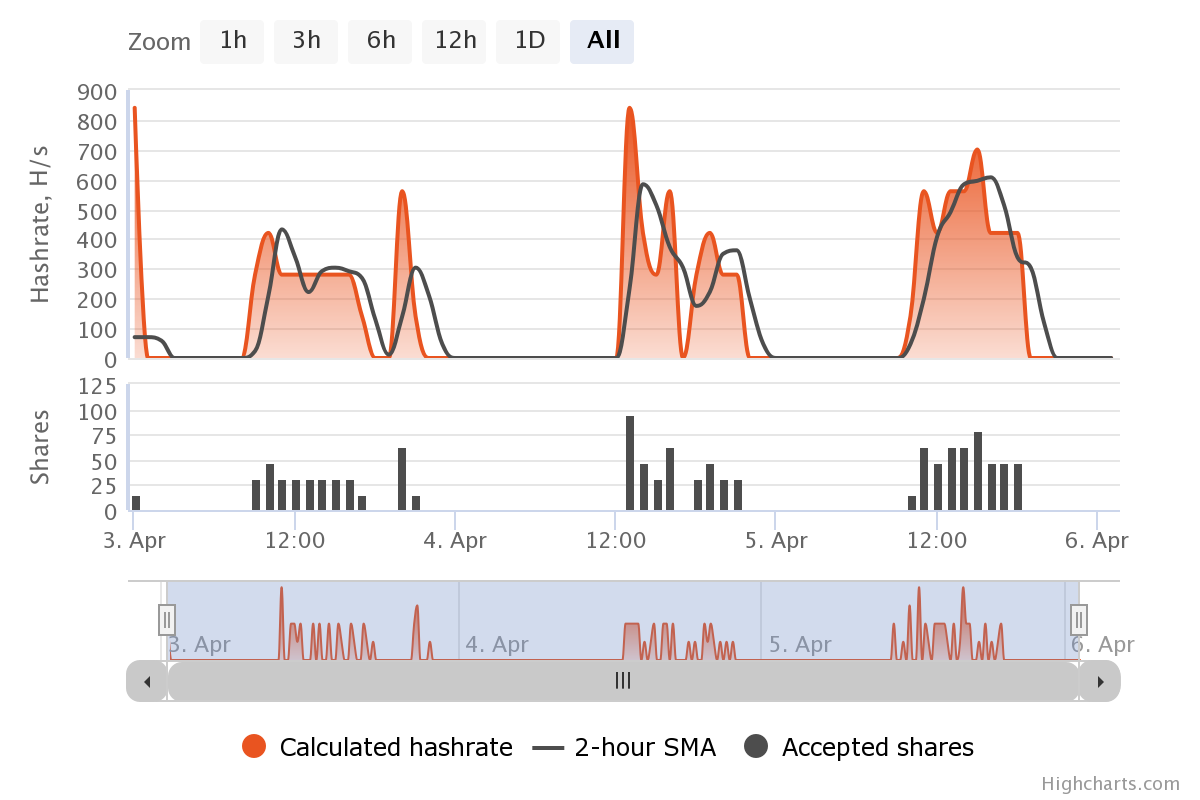 Zoom 1h 3h 6h 12h 1D All
Hashrate, H/s
900
800
700
600
500
400
300
200
100
0
Shares
125
100
75
50
25
0
3. Apr 12:00 4. Apr 12:00 5. Apr 12:00 6. Apr
3. Apr 4. Apr 5. Apr 6. Apr
Calculated hashrate 2-hour SMA Accepted shares
Highcharts.com